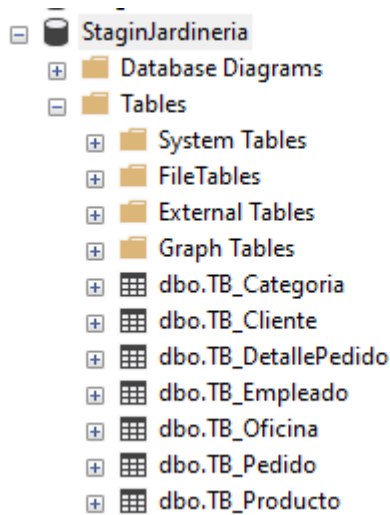 StaginJardineria
Database Diagrams
Tables
System Tables
FileTables
External Tables
Graph Tables
dbo.TB_Categoria
dbo.TB_Cliente
dbo.TB_DetallePedido
dbo.TB_Empleado
dbo.TB_Oficina
dbo.TB_Pedido
dbo.TB_Producto